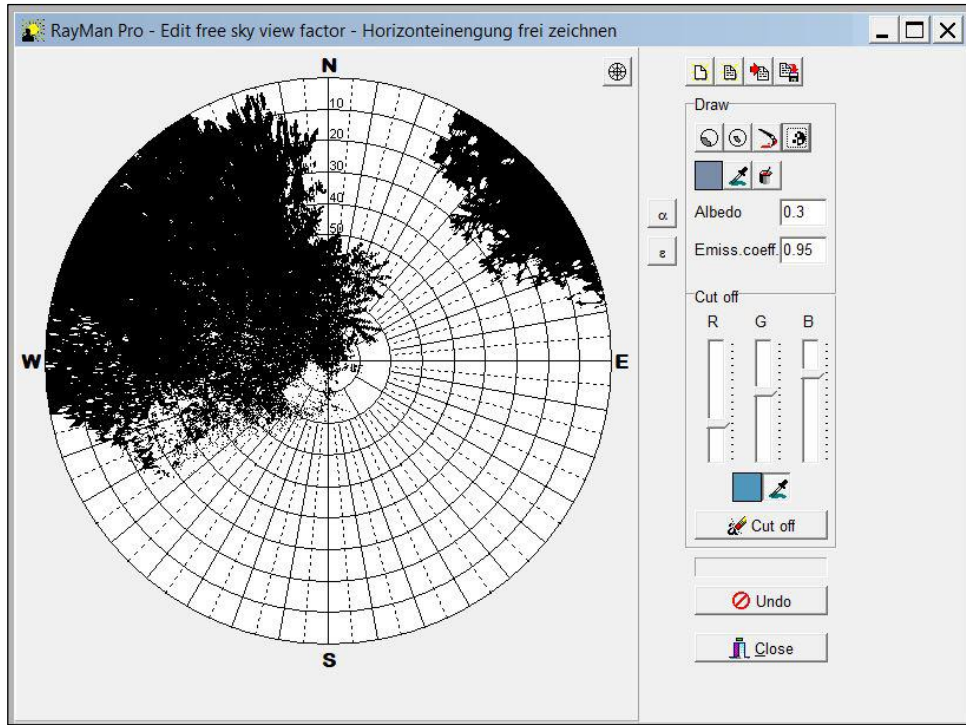 RayMan Pro - Edit free sky view factor - Horizonteinengung frei zeichnen
N
10
20
30
40
50
W
E
S
Draw
α
Albedo
0.3
ε
Emiss.coeff.
0.95
Cut off
R G B
Cut off
Undo
Close